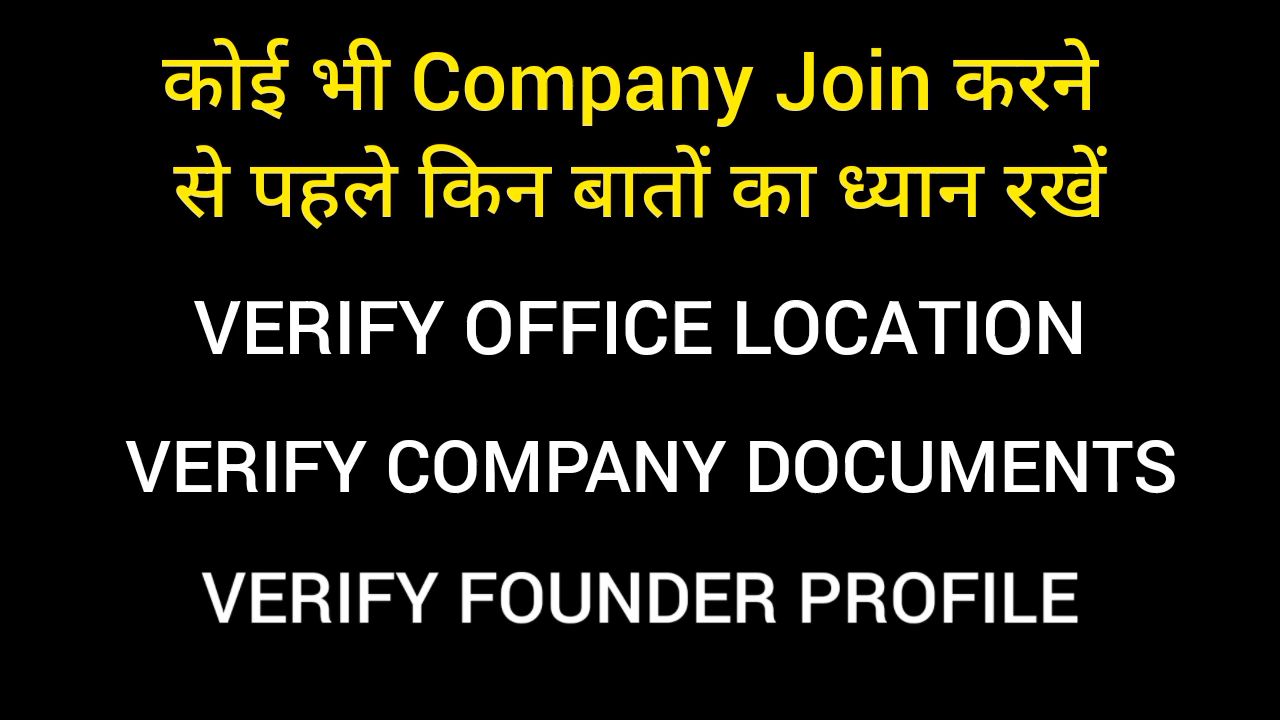 कोई भी Company Join करने
से पहले किन बातों का ध्यान रखें
VERIFY OFFICE LOCATION
VERIFY COMPANY DOCUMENTS
VERIFY FOUNDER PROFILE